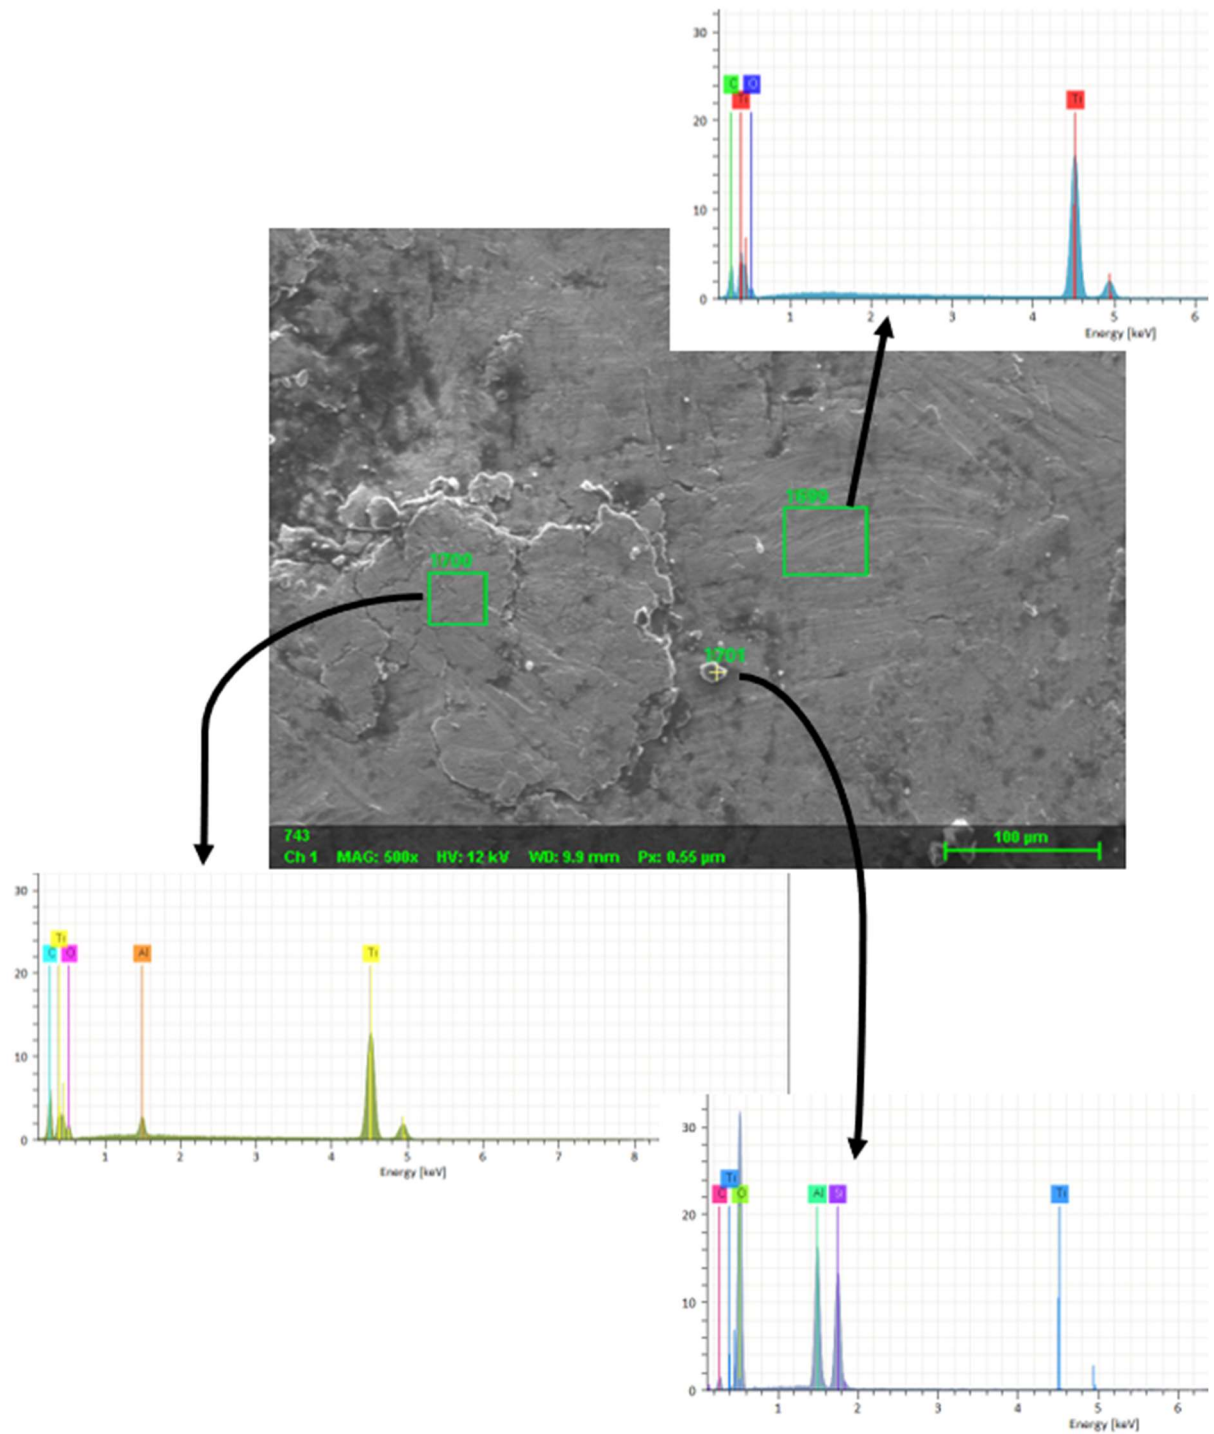 30
C O
Ti Ti
20
10
0
1 2 3 4 5 6
Energy [keV]
1699
1700
1701
743
Ch 1 MAG: 500x HV: 12 kV WD: 9.9 mm Px: 0.55 µm
100 µm
30
Ti
C O Al Ti
20
10
0
1 2 3 4 5 6 7 8
Energy [keV]
30
Ti
C O Al Si Ti
20
10
0
1 2 3 4 5 6
Energy [keV]